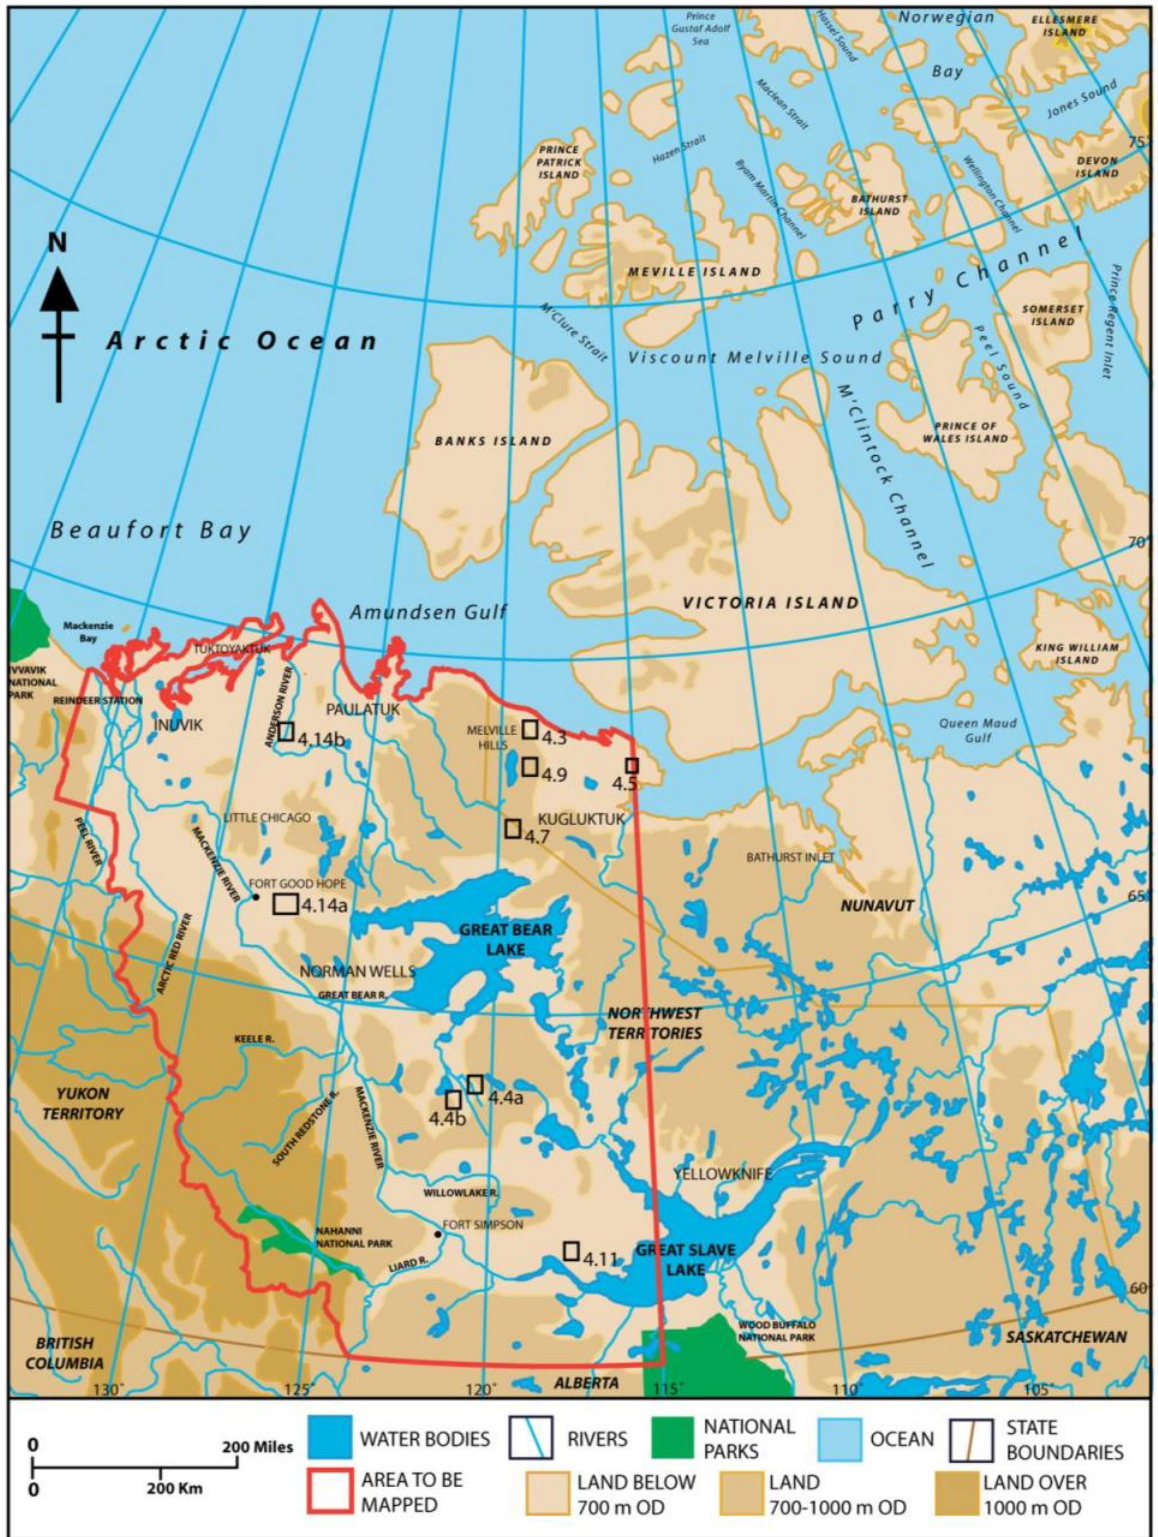 Prince
Gustaf Adolf
Sea
Hassel Sound
Norwegian
Bay
ELLESMERE
ISLAND
Jones Sound
Maclean Strait
Hazen Strait
75°
PRINCE
PATRICK
ISLAND
Byam Martin Channel
BATHURST
ISLAND
Wellington Channel
DEVON
ISLAND
N
MEVILLE ISLAND
Parry Channel
SOMERSET
ISLAND
Prince Regent Inlet
Arctic Ocean
M'Clure Strait
Viscount Melville Sound
Peel Sound
M'Clintock Channel
BANKS ISLAND
PRINCE OF
WALES ISLAND
Beaufort Bay
70°
Amundsen Gulf
VICTORIA ISLAND
Mackenzie
Bay
TUKTOYAKTUK
KING WILLIAM
ISLAND
IVVAVIK
NATIONAL
PARK
REINDEER STATION
INUVIK
ANDERSON RIVER
PAULATUK
MELVILLE
HILLS
4.3
Queen Maud
Gulf
4.14b
4.9
4.5
LITTLE CHICAGO
KUGLUKTUK
4.7
PEEL RIVER
MACKENZIE RIVER
BATHURST INLET
FORT GOOD HOPE
4.14a
65°
NUNAVUT
GREAT BEAR
LAKE
ARCTIC RED RIVER
NORMAN WELLS
GREAT BEAR R.
NORTHWEST
TERRITORIES
KEELE R.
YUKON
TERRITORY
4.4a
4.4b
SOUTH REDSTONE R.
MACKENZIE RIVER
YELLOWKNIFE
WILLOWLAKE R.
FORT SIMPSON
NAHANNI
NATIONAL PARK
LIARD R.
4.11
GREAT SLAVE
LAKE
60°
WOOD BUFFALO
NATIONAL PARK
BRITISH
COLUMBIA
SASKATCHEWAN
ALBERTA
130° 125° 120° 115° 110° 105°
0 200 Miles
0 200 Km
WATER BODIES
RIVERS
NATIONAL
PARKS
OCEAN
STATE
BOUNDARIES
AREA TO BE
MAPPED
LAND BELOW
700 m OD
LAND
700-1000 m OD
LAND OVER
1000 m OD